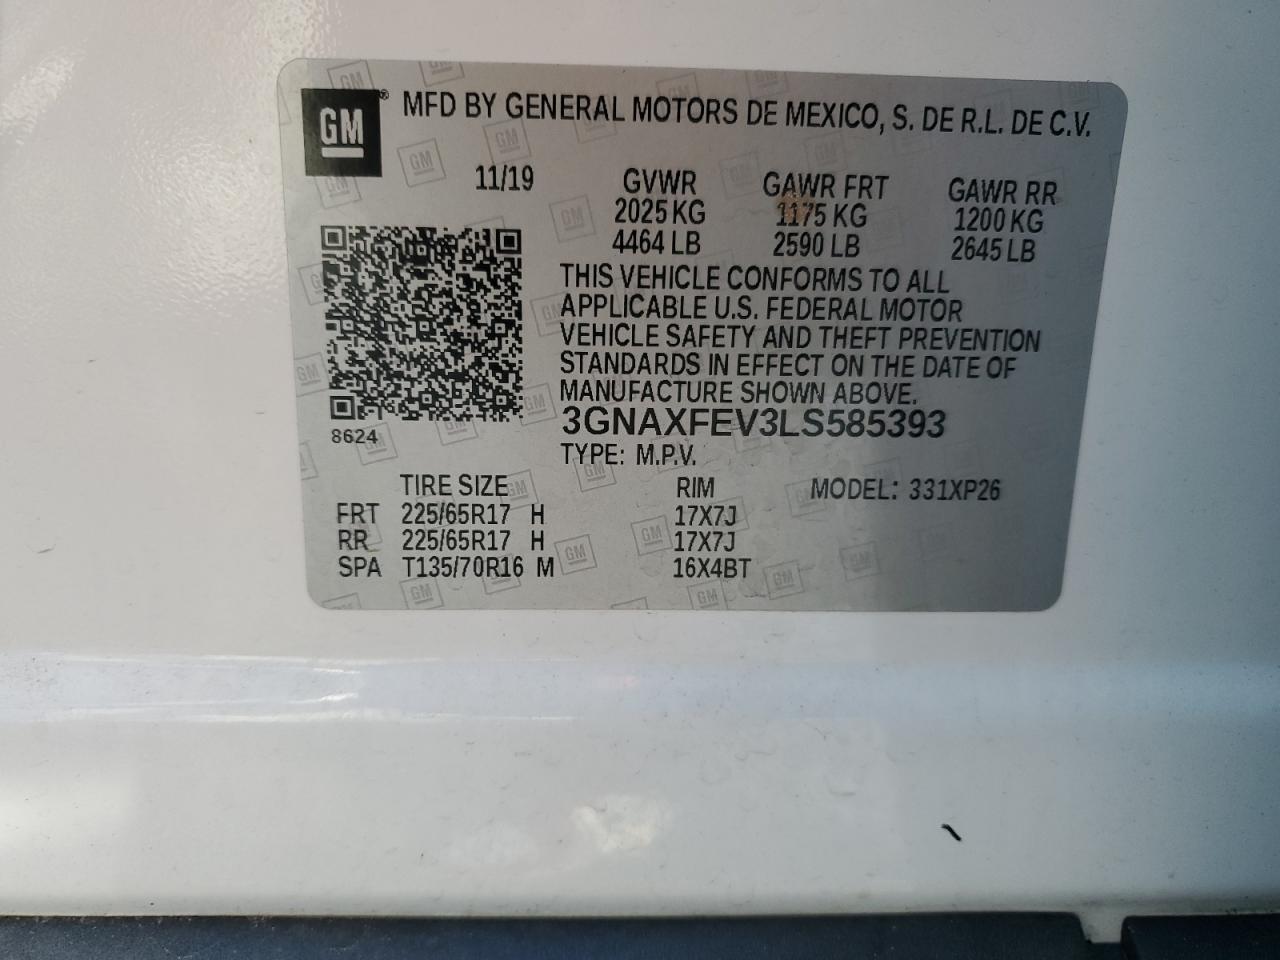 GM® MFD BY GENERAL MOTORS DE MEXICO, S. DE R.L. DE C.V.
11/19 GVWR GAWR FRT GAWR RR
2025 KG 1175 KG 1200 KG
4464 LB 2590 LB 2645 LB
THIS VEHICLE CONFORMS TO ALL
APPLICABLE U.S. FEDERAL MOTOR
VEHICLE SAFETY AND THEFT PREVENTION
STANDARDS IN EFFECT ON THE DATE OF
MANUFACTURE SHOWN ABOVE.
3GNAXFEV3LS585393
8624
TYPE: M.P.V.
TIRE SIZE RIM MODEL: 331XP26
FRT 225/65R17 H 17X7J
RR 225/65R17 H 17X7J
SPA T135/70R16 M 16X4BT